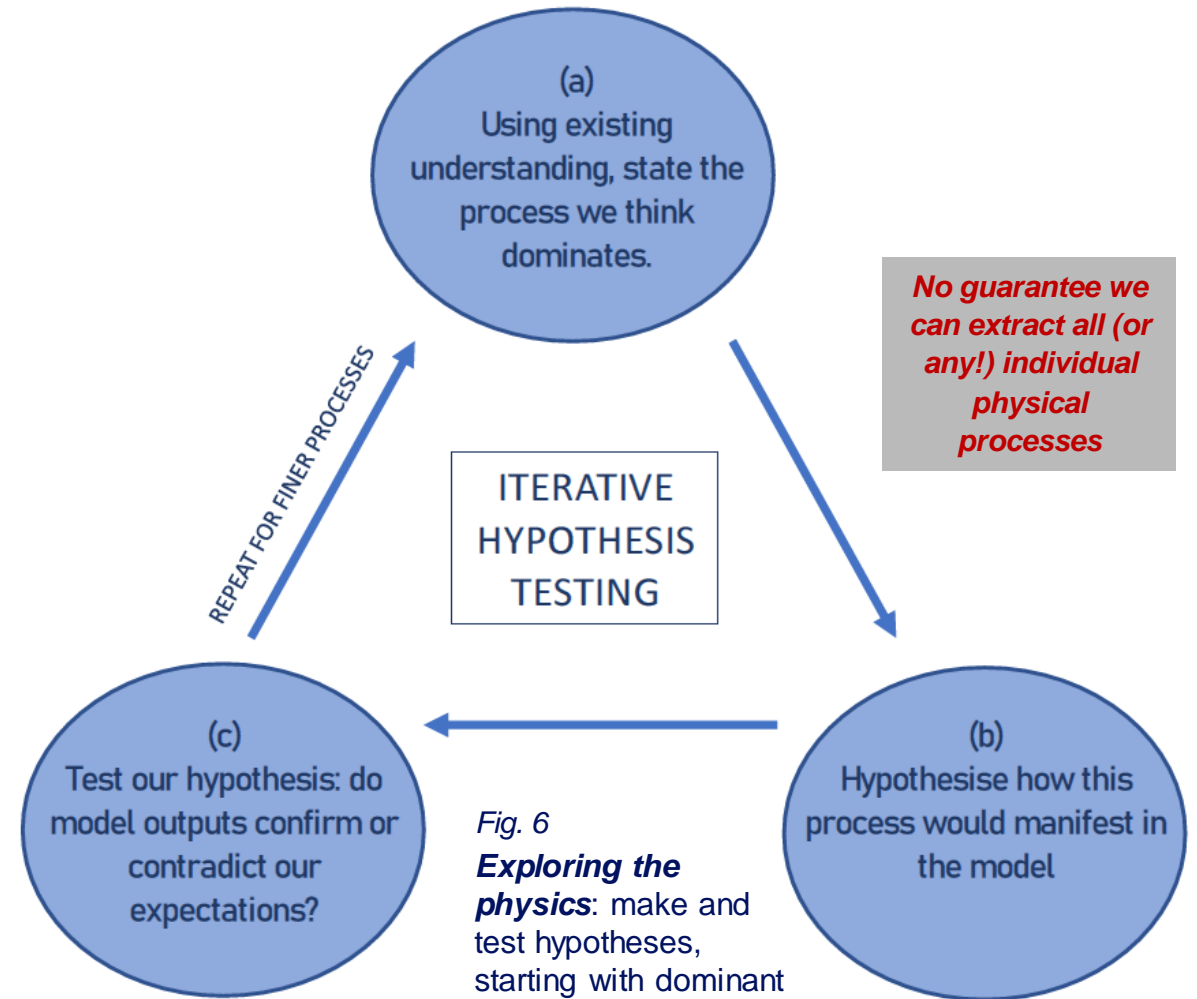 (a)
Using existing
understanding, state the
process we think
dominates.
No guarantee we
can extract all (or
any!) individual
physical
processes
REPEAT FOR FINER PROCESSES
ITERATIVE
HYPOTHESIS
TESTING
(c)
Test our hypothesis: do
model outputs confirm or
contradict our
expectations?
Fig. 6
Exploring the
physics: make and
test hypotheses,
starting with dominant
(b)
Hypothesise how this
process would manifest in
the model